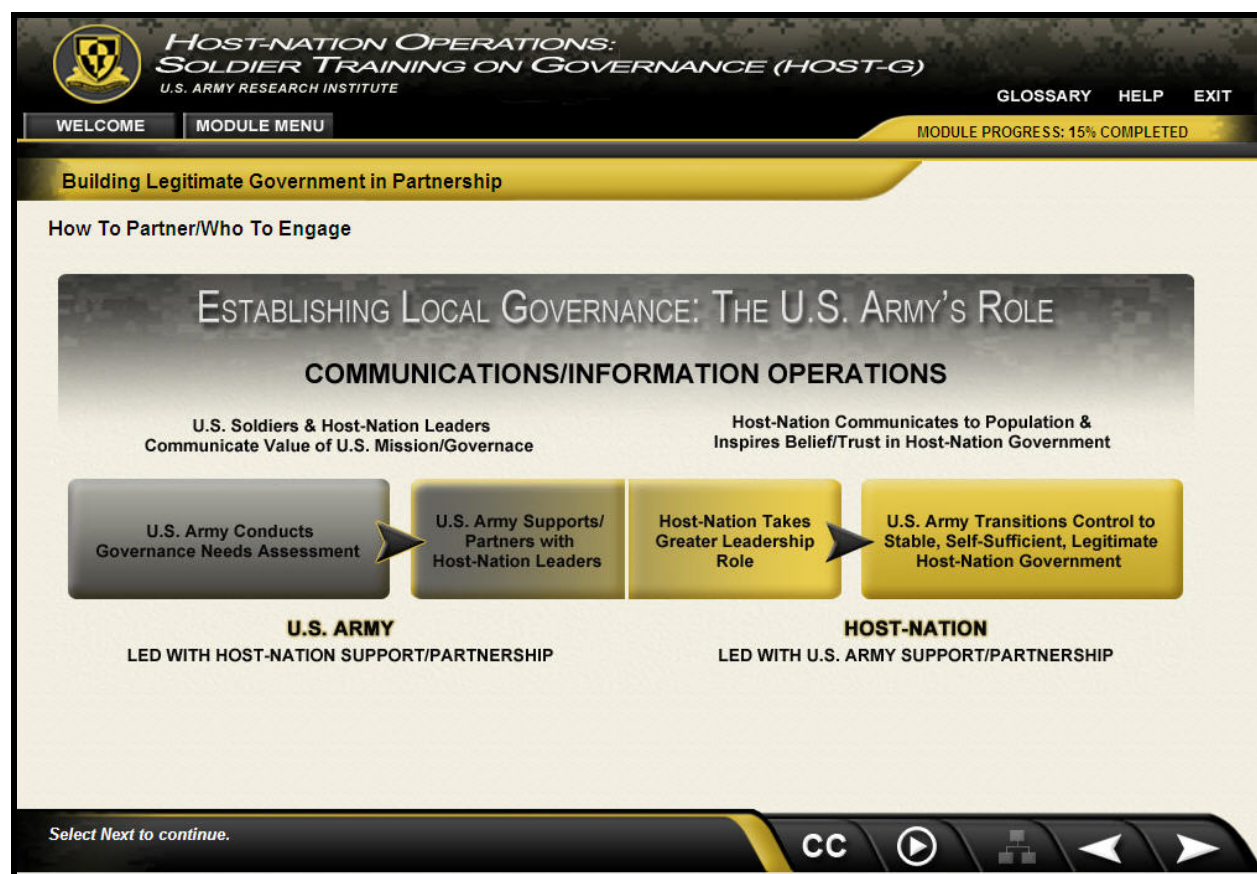 HOST-NATION OPERATIONS:
SOLDIER TRAINING ON GOVERNANCE (HOST-G)
U.S. ARMY RESEARCH INSTITUTE
GLOSSARY HELP EXIT
WELCOME MODULE MENU
MODULE PROGRESS: 15% COMPLETED
Building Legitimate Government in Partnership
How To Partner/Who To Engage
ESTABLISHING LOCAL GOVERNANCE: THE U.S. ARMY'S ROLE
COMMUNICATIONS/INFORMATION OPERATIONS
U.S. Soldiers & Host-Nation Leaders
Communicate Value of U.S. Mission/Governace
Host-Nation Communicates to Population &
Inspires Belief/Trust in Host-Nation Government
U.S. Army Conducts
Governance Needs Assessment
U.S. Army Supports/
Partners with
Host-Nation Leaders
Host-Nation Takes
Greater Leadership
Role
U.S. Army Transitions Control to
Stable, Self-Sufficient, Legitimate
Host-Nation Government
U.S. ARMY
LED WITH HOST-NATION SUPPORT/PARTNERSHIP
HOST-NATION
LED WITH U.S. ARMY SUPPORT/PARTNERSHIP
Select Next to continue.
CC